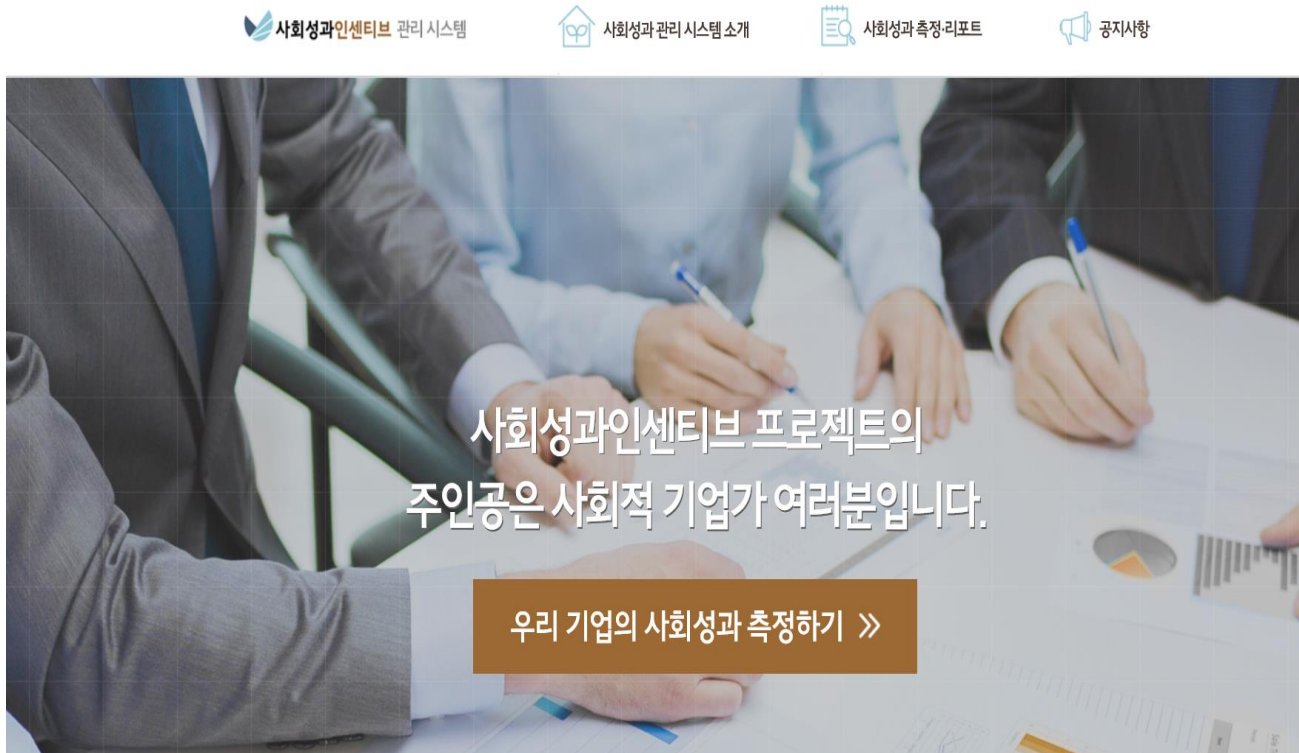 사회성과인센티브 관리 시스템
사회성과 관리 시스템 소개
사회성과 측정·리포트
공지사항
사회성과인센티브 프로젝트의
주인공은 사회적 기업가 여러분입니다.
우리 기업의 사회성과 측정하기 »